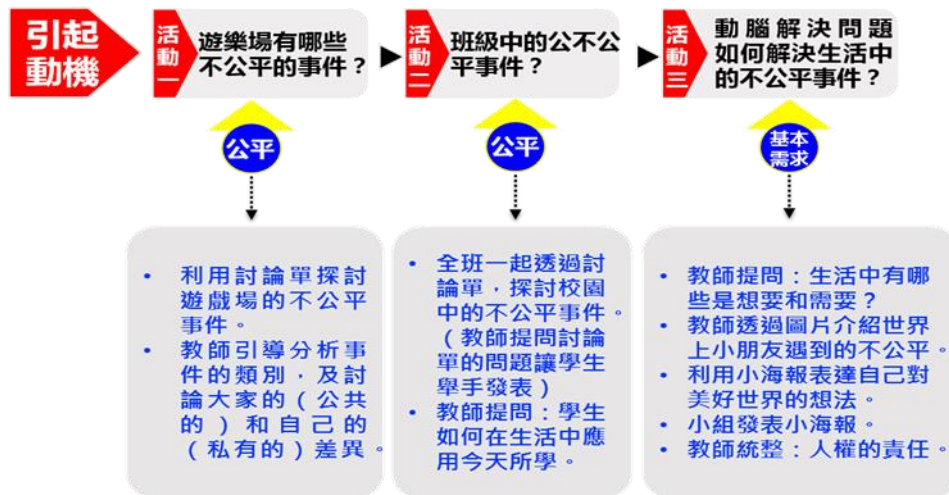 引起
動機
活動一
遊樂場有哪些
不公平的事件？
活動二
班級中的公不公
平事件？
活動三
動腦解決問題
如何解決生活中
的不公平事件？
公平
公平
基本
需求
• 利用討論單探討
遊戲場的不公平
事件。
• 教師引導分析事
件的類別，及討
論大家的（公共
的）和自己的
（私有的）差異。
• 全班一起透過討
論單，探討校園
中的不公平事件。
（教師提問討論
單的問題讓學生
舉手發表）
• 教師提問：學生
如何在生活中應
用今天所學。
• 教師提問：生活中有哪
些是想要和需要？
• 教師透過圖片介紹世界
上小朋友遇到的不公平。
• 利用小海報表達自己對
美好世界的想法。
• 小組發表小海報。
• 教師統整：人權的責任。